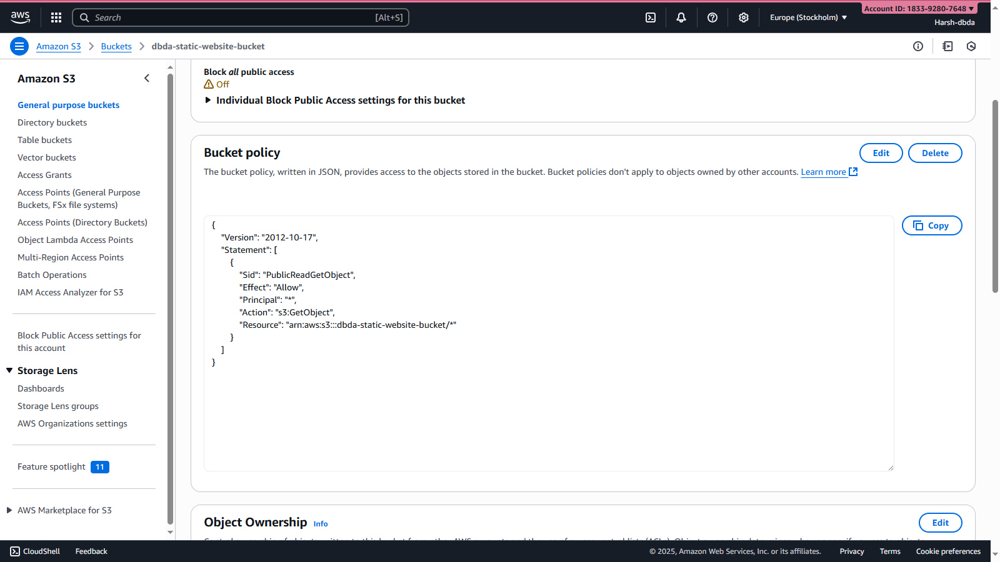 aws
Search [Alt+S]
Europe (Stockholm)
Account ID: 1833-9280-7648
Harsh-dbda
Amazon S3 Buckets dbda-static-website-bucket
Amazon S3
General purpose buckets
Directory buckets
Table buckets
Vector buckets
Access Grants
Access Points (General Purpose
Buckets, FSx file systems)
Access Points (Directory Buckets)
Object Lambda Access Points
Multi-Region Access Points
Batch Operations
IAM Access Analyzer for S3
Block Public Access settings for
this account
Storage Lens
Dashboards
Storage Lens groups
AWS Organizations settings
Feature spotlight 11
AWS Marketplace for S3
Block all public access
Off
Individual Block Public Access settings for this bucket
Bucket policy
Edit
Delete
The bucket policy, written in JSON, provides access to the objects stored in the bucket. Bucket policies don't apply to objects owned by other accounts. Learn more
Copy
{
"Version": "2012-10-17",
"Statement": [
{
"Sid": "PublicReadGetObject",
"Effect": "Allow",
"Principal": "*",
"Action": "s3:GetObject",
"Resource": "arn:aws:s3:::dbda-static-website-bucket/*"
}
]
}
Object Ownership Info
Edit
CloudShell Feedback
© 2025, Amazon Web Services, Inc. or its affiliates. Privacy Terms Cookie preferences